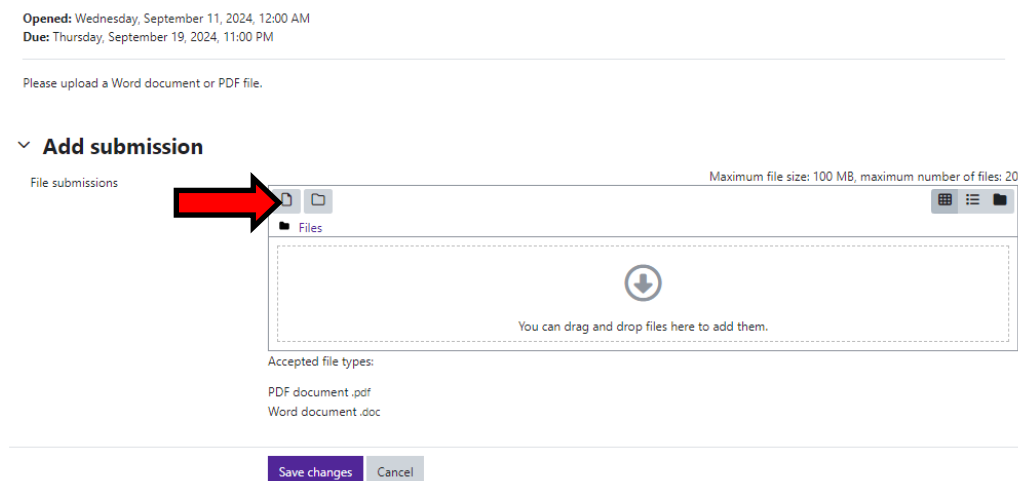 Opened: Wednesday, September 11, 2024, 12:00 AM
Due: Thursday, September 19, 2024, 11:00 PM
Please upload a Word document or PDF file.
Add submission
File submissions
Maximum file size: 100 MB, maximum number of files: 20
Files
You can drag and drop files here to add them.
Accepted file types:
PDF document .pdf
Word document .doc
Save changes Cancel